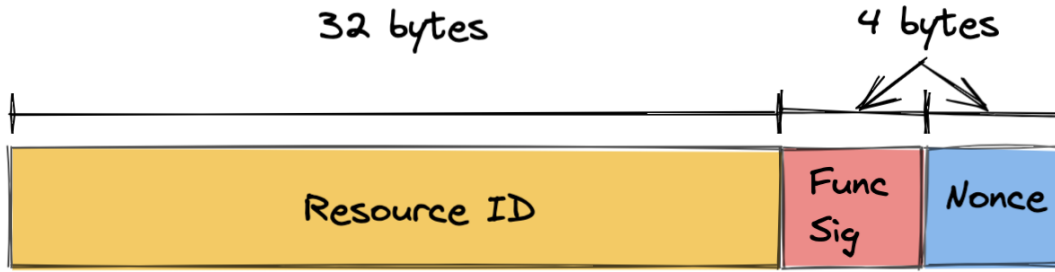 32 bytes
4 bytes
Resource ID
Func
Sig
Nonce